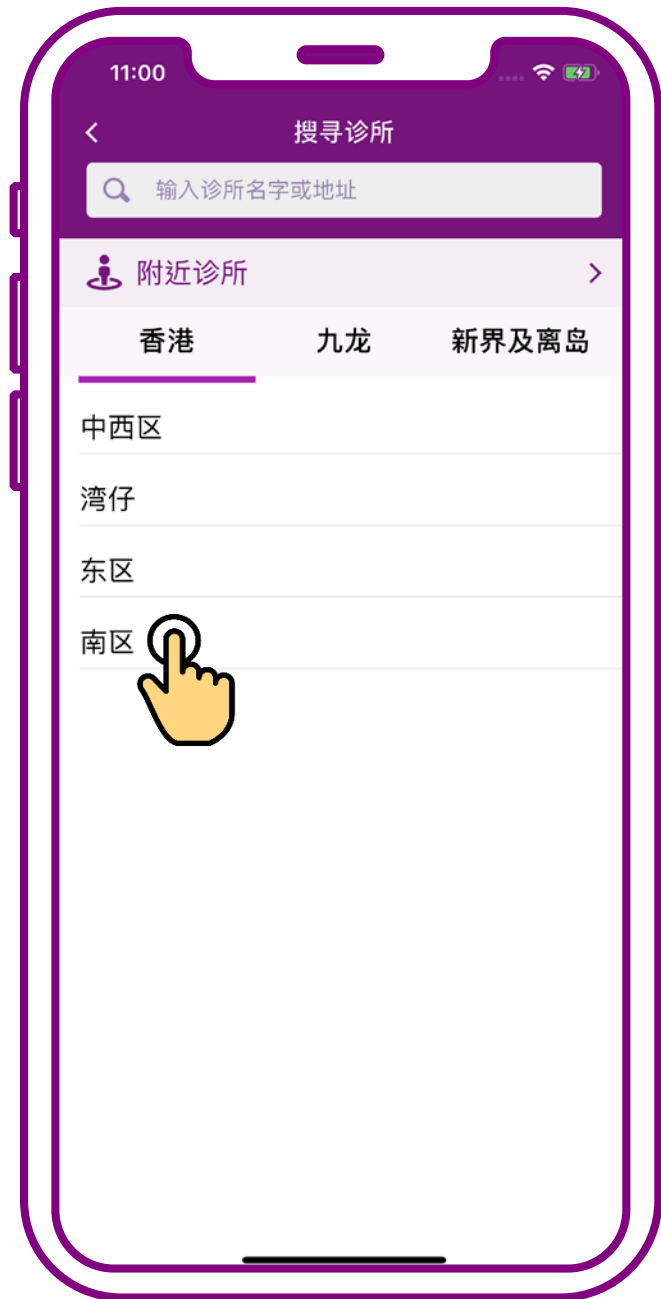 11:00
搜寻诊所
输入诊所名字或地址
附近诊所
香港 九龙 新界及离岛
中西区
湾仔
东区
南区